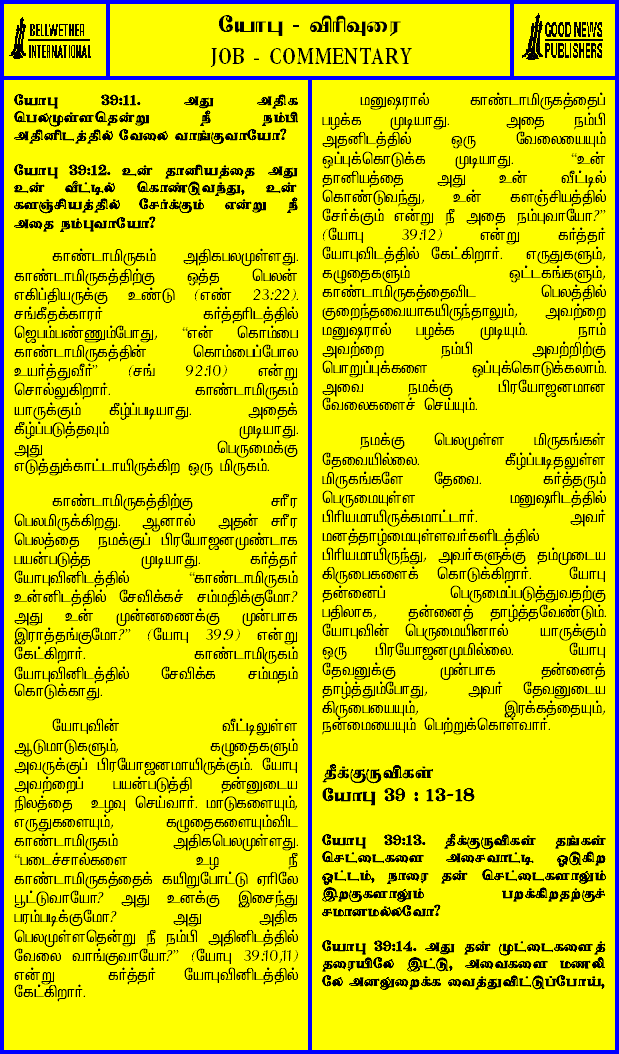 BELLWETHER
INTERNATIONAL
யோபு - விரிவுரை
JOB - COMMENTARY
GOOD NEWS
PUBLISHERS
யோபு 39:11. அது அதிக
பெலமுள்ளதென்று நீ நம்பி
அதினிடத்தில் வேலை வாங்குவாயோ?
யோபு 39:12. உன் தானியத்தை அது
உன் வீட்டில் கொண்டுவந்து, உன்
களஞ்சியத்தில் சேர்க்கும் என்று நீ
அதை நம்புவாயோ?
காண்டாமிருகம் அதிகபலமுள்ளது.
காண்டாமிருகத்திற்கு ஒத்த பெலன்
எகிப்தியருக்கு உண்டு (எண் 23:22).
சங்கீதக்காரர் கர்த்தரிடத்தில்
ஜெபம்பண்ணும்போது, "என் கொம்பை
காண்டாமிருகத்தின் கொம்பைப்போல
உயர்த்துவீர்" (சங் 92:10) என்று
சொல்லுகிறார். காண்டாமிருகம்
யாருக்கும் கீழ்ப்படியாது. அதைக்
கீழ்ப்படுத்தவும் முடியாது.
அது பெருமைக்கு
எடுத்துக்காட்டாயிருக்கிற ஒரு மிருகம்.
காண்டாமிருகத்திற்கு சரீர
பெலமிருக்கிறது. ஆனால் அதன் சரீர
பெலத்தை நமக்குப் பிரயோஜனமுண்டாக
பயன்படுத்த முடியாது. கர்த்தர்
யோபுவினிடத்தில் "காண்டாமிருகம்
உன்னிடத்தில் சேவிக்கச் சம்மதிக்குமோ?
அது உன் முன்னணைக்கு முன்பாக
இராத்தங்குமோ?" (யோபு 39:9) என்று
கேட்கிறார். காண்டாமிருகம்
யோபுவினிடத்தில் சேவிக்க சம்மதம்
கொடுக்காது.
யோபுவின் வீட்டிலுள்ள
ஆடுமாடுகளும், கழுதைகளும்
அவருக்குப் பிரயோஜனமாயிருக்கும். யோபு
அவற்றைப் பயன்படுத்தி தன்னுடைய
நிலத்தை உழவு செய்வார். மாடுகளையும்,
எருதுகளையும், கழுதைகளையும்விட
காண்டாமிருகம் அதிகபெலமுள்ளது.
"படைச்சால்களை உழ நீ
காண்டாமிருகத்தைக் கயிறுபோட்டு ஏரிலே
பூட்டுவாயோ? அது உனக்கு இசைந்து
பரம்படிக்குமோ? அது அதிக
பெலமுள்ளதென்று நீ நம்பி அதினிடத்தில்
வேலை வாங்குவாயோ?" (யோபு 39:10,11)
என்று கர்த்தர் யோபுவினிடத்தில்
கேட்கிறார்.
மனுஷரால் காண்டாமிருகத்தைப்
பழக்க முடியாது. அதை நம்பி
அதனிடத்தில் ஒரு வேலையையும்
ஒப்புக்கொடுக்க முடியாது. "உன்
தானியத்தை அது உன் வீட்டில்
கொண்டுவந்து, உன் களஞ்சியத்தில்
சேர்க்கும் என்று நீ அதை நம்புவாயோ?"
(யோபு 39:12) என்று கர்த்தர்
யோபுவிடத்தில் கேட்கிறார். எருதுகளும்,
கழுதைகளும் ஒட்டகங்களும்,
காண்டாமிருகத்தைவிட பெலத்தில்
குறைந்தவையாகயிருந்தாலும், அவற்றை
மனுஷரால் பழக்க முடியும். நாம்
அவற்றை நம்பி அவற்றிற்கு
பொறுப்புக்களை ஒப்புக்கொடுக்கலாம்.
அவை நமக்கு பிரயோஜனமான
வேலைகளைச் செய்யும்.
நமக்கு பெலமுள்ள மிருகங்கள்
தேவையில்லை. கீழ்ப்படிதலுள்ள
மிருகங்களே தேவை. கர்த்தரும்
பெருமையுள்ள மனுஷரிடத்தில்
பிரியமாயிருக்கமாட்டார். அவர்
மனத்தாழ்மையுள்ளவர்களிடத்தில்
பிரியமாயிருந்து, அவர்களுக்கு தம்முடைய
கிருபைகளைக் கொடுக்கிறார். யோபு
தன்னைப் பெருமைப்படுத்துவதற்கு
பதிலாக, தன்னைத் தாழ்த்தவேண்டும்.
யோபுவின் பெருமையினால் யாருக்கும்
ஒரு பிரயோஜனமுமில்லை. யோபு
தேவனுக்கு முன்பாக தன்னைத்
தாழ்த்தும்போது, அவர் தேவனுடைய
கிருபையையும், இரக்கத்தையும்,
நன்மையையும் பெற்றுக்கொள்வார்.
தீக்குருவிகள்
யோபு 39 : 13-18
யோபு 39:13. தீக்குருவிகள் தங்கள்
செட்டைகளை அசைவாட்டி ஓடுகிற
ஓட்டம், நாரை தன் செட்டைகளாலும்
இறகுகளாலும் பறக்கிறதற்குச்
சமானமல்லவோ?
யோபு 39:14. அது தன் முட்டைகளைத்
தரையிலே இட்டு, அவைகளை மணலி
லே அனலுறைக்க வைத்துவிட்டுப்போய்,